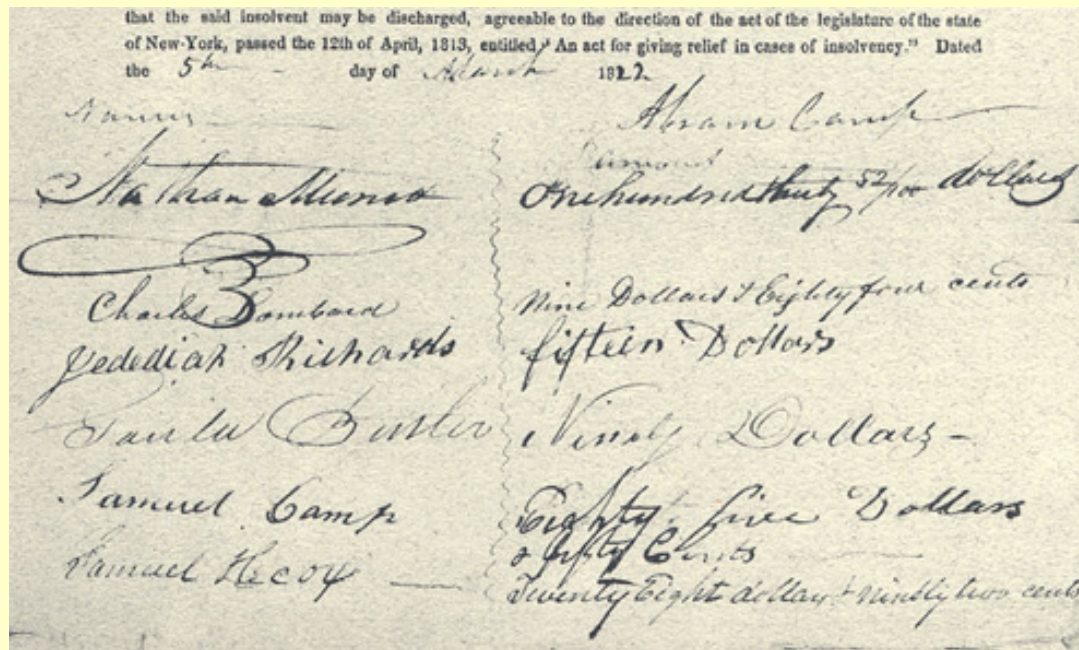 that the said insolvent may be discharged, agreeable to the direction of the act of the legislature of the state
of New-York, passed the 12th of April, 1813, entitled, " An act for giving relief in cases of insolvency." Dated
the 5th day of March 1822
Names Abram Camp
Amount
Nathan Munro One hundred thirty 52/100 dollars
Charles Lombard Nine Dollars & Eighty four cents
Jedediah Richards fifteen Dollars
Butler Ninety Dollars
Samuel Camp Eighty five Dollars
& fifty Cents
Samuel Hecox Twenty Eight dollars & ninety two cents